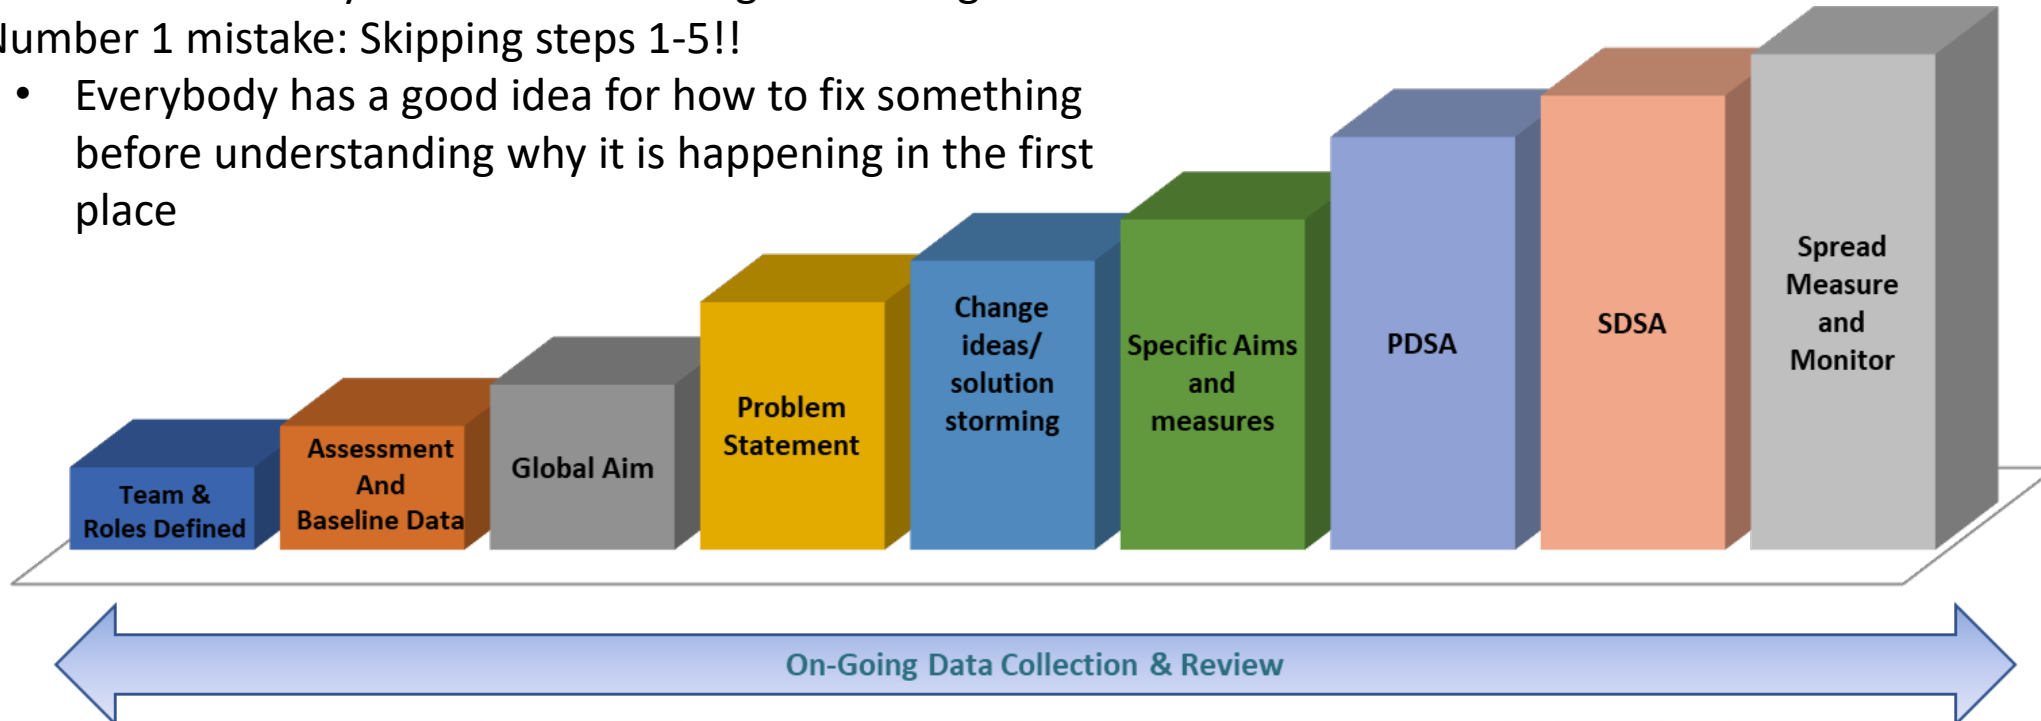 Number 1 mistake: Skipping steps 1-5!!
• Everybody has a good idea for how to fix something
before understanding why it is happening in the first
place
Team &
Roles Defined
Assessment
And
Baseline Data
Global Aim
Problem
Statement
Change
ideas/
solution
storming
Specific Aims
and
measures
PDSA
SDSA
Spread
Measure
and
Monitor
On-Going Data Collection & Review